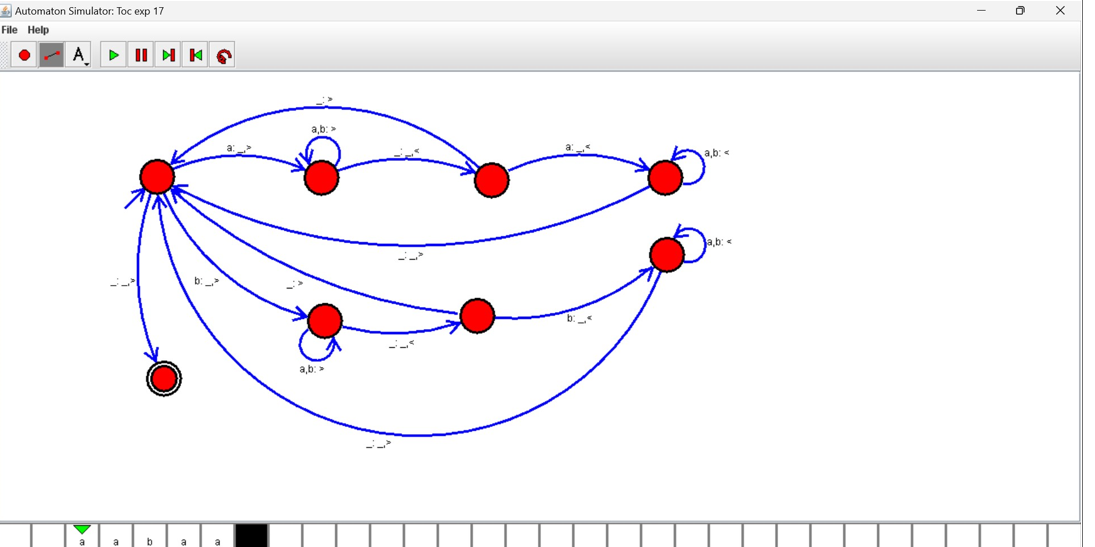 Automaton Simulator: Toc exp 17
File Help
A
_: >
a,b: >
a: _,>
_: _,<
a: _,<
a,b: <
_: _,>
a,b: <
_: _,>
b: _,>
_: >
b: _,<
_: _,<
a,b: >
_: _,>
a a b a a